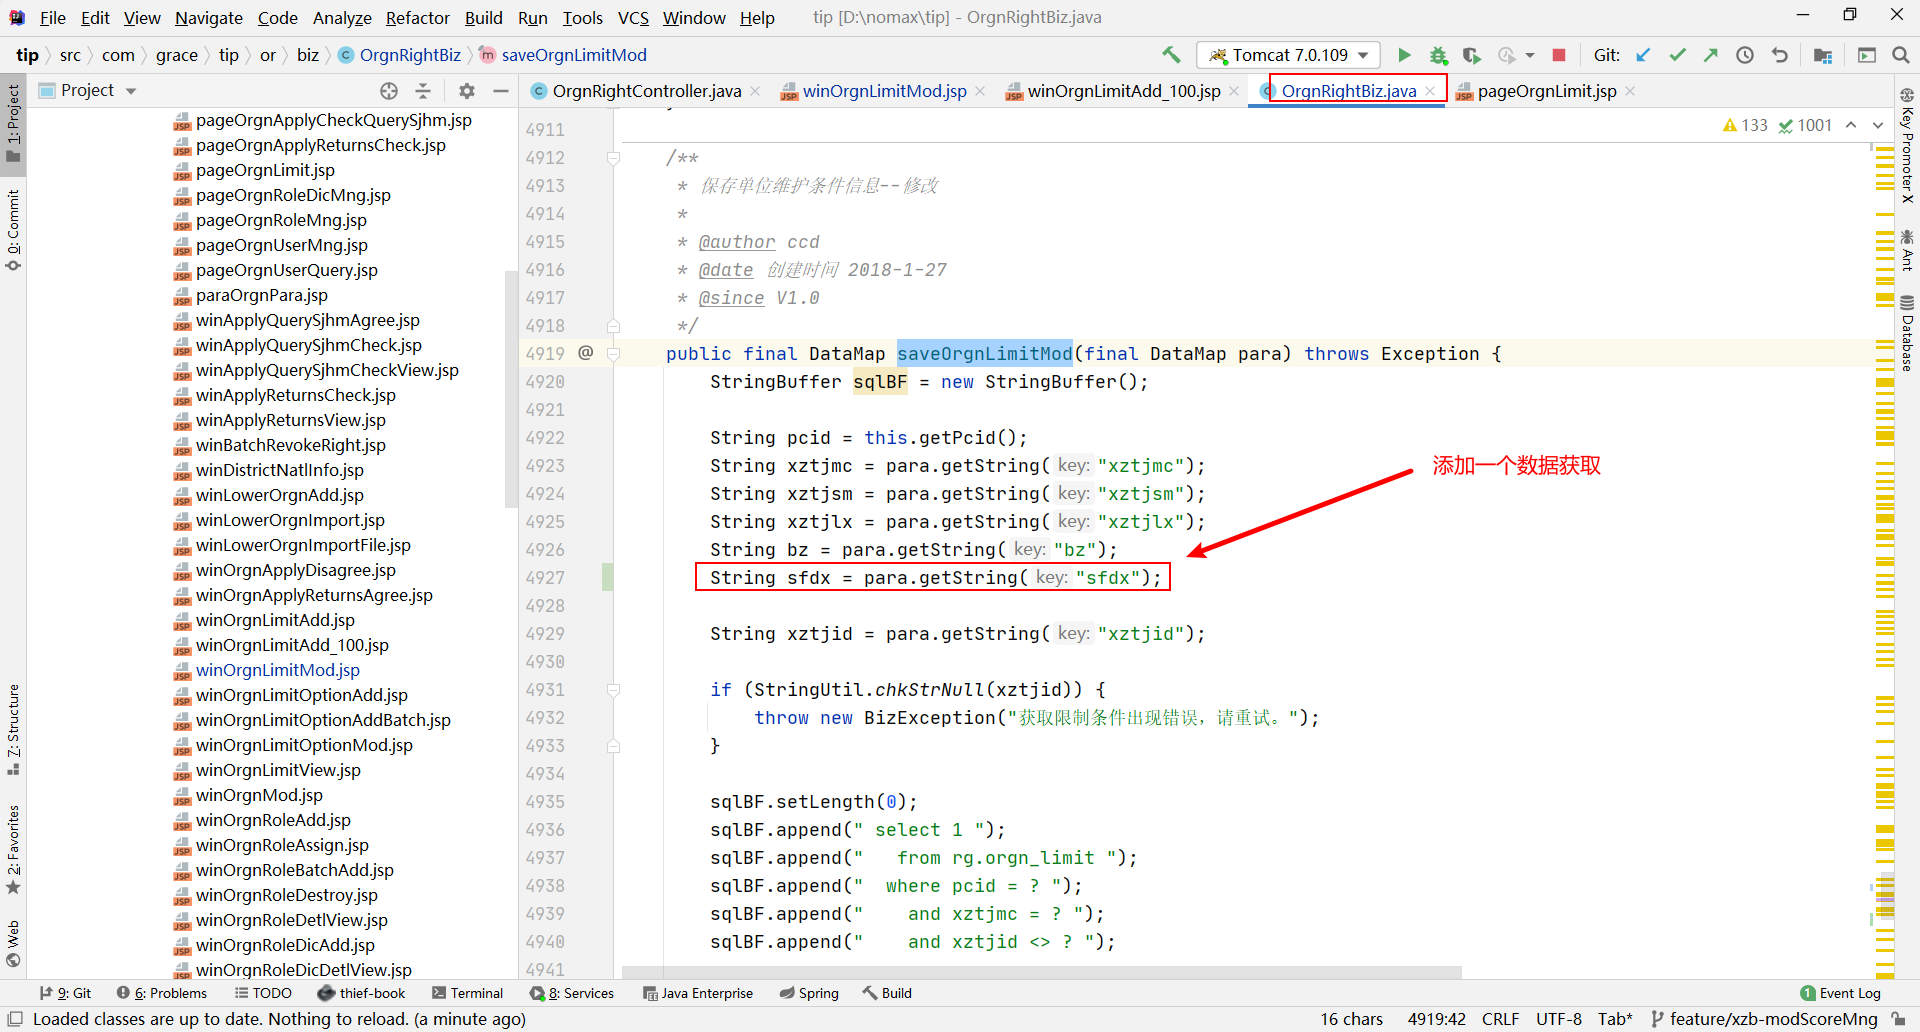 File Edit View Navigate Code Analyze Refactor Build Run Tools VCS Window Help tip [D:\nomax\tip] - OrgnRightBiz.java
tip src com grace tip or biz OrgnRightBiz saveOrgnLimitMod Tomcat 7.0.109 Git:
Project
OrgnRightController.java winOrgnLimitMod.jsp winOrgnLimitAdd_100.jsp OrgnRightBiz.java pageOrgnLimit.jsp
133 1001
1: Project
0: Commit
7: Structure
2: Favorites
Web
pageOrgnApplyCheckQuerySjhm.jsp
pageOrgnApplyReturnsCheck.jsp
pageOrgnLimit.jsp
pageOrgnRoleDicMng.jsp
pageOrgnRoleMng.jsp
pageOrgnUserMng.jsp
pageOrgnUserQuery.jsp
paraOrgnPara.jsp
winApplyQuerySjhmAgree.jsp
winApplyQuerySjhmCheck.jsp
winApplyQuerySjhmCheckView.jsp
winApplyReturnsCheck.jsp
winApplyReturnsView.jsp
winBatchRevokeRight.jsp
winDistrictNatlInfo.jsp
winLowerOrgnAdd.jsp
winLowerOrgnImport.jsp
winLowerOrgnImportFile.jsp
winOrgnApplyDisagree.jsp
winOrgnApplyReturnsAgree.jsp
winOrgnLimitAdd.jsp
winOrgnLimitAdd_100.jsp
winOrgnLimitMod.jsp
winOrgnLimitOptionAdd.jsp
winOrgnLimitOptionAddBatch.jsp
winOrgnLimitOptionMod.jsp
winOrgnLimitView.jsp
winOrgnMod.jsp
winOrgnRoleAdd.jsp
winOrgnRoleAssign.jsp
winOrgnRoleBatchAdd.jsp
winOrgnRoleDestroy.jsp
winOrgnRoleDetlView.jsp
winOrgnRoleDicAdd.jsp
winOrgnRoleDicDetlView.jsp
4911
4912 /**
4913 * 保存单位维护条件信息--修改
4914 *
4915 * @author ccd
4916 * @date 创建时间 2018-1-27
4917 * @since V1.0
4918 */
4919 @ public final DataMap saveOrgnLimitMod(final DataMap para) throws Exception {
4920 StringBuffer sqlBF = new StringBuffer();
4921
4922 String pcid = this.getPcid();
4923 String xztjmc = para.getString( key: "xztjmc");
4924 String xztjsm = para.getString( key: "xztjsm");
4925 String xztjlx = para.getString( key: "xztjlx");
4926 String bz = para.getString( key: "bz");
4927 String sfdx = para.getString( key: "sfdx");
4928
4929 String xztjid = para.getString( key: "xztjid");
4930
4931 if (StringUtil.chkStrNull(xztjid)) {
4932 throw new BizException("获取限制条件出现错误，请重试。");
4933 }
4934
4935 sqlBF.setLength(0);
4936 sqlBF.append(" select 1 ");
4937 sqlBF.append("   from rg.orgn_limit ");
4938 sqlBF.append("  where pcid = ? ");
4939 sqlBF.append("    and xztjmc = ? ");
4940 sqlBF.append("    and xztjid <> ? ");
4941
添加一个数据获取
Key Promoter X
Ant
Database
9: Git 6: Problems TODO thief-book Terminal 8: Services Java Enterprise Spring Build 1 Event Log
Loaded classes are up to date. Nothing to reload. (a minute ago) 16 chars 4919:42 CRLF UTF-8 Tab* feature/xzb-modScoreMng